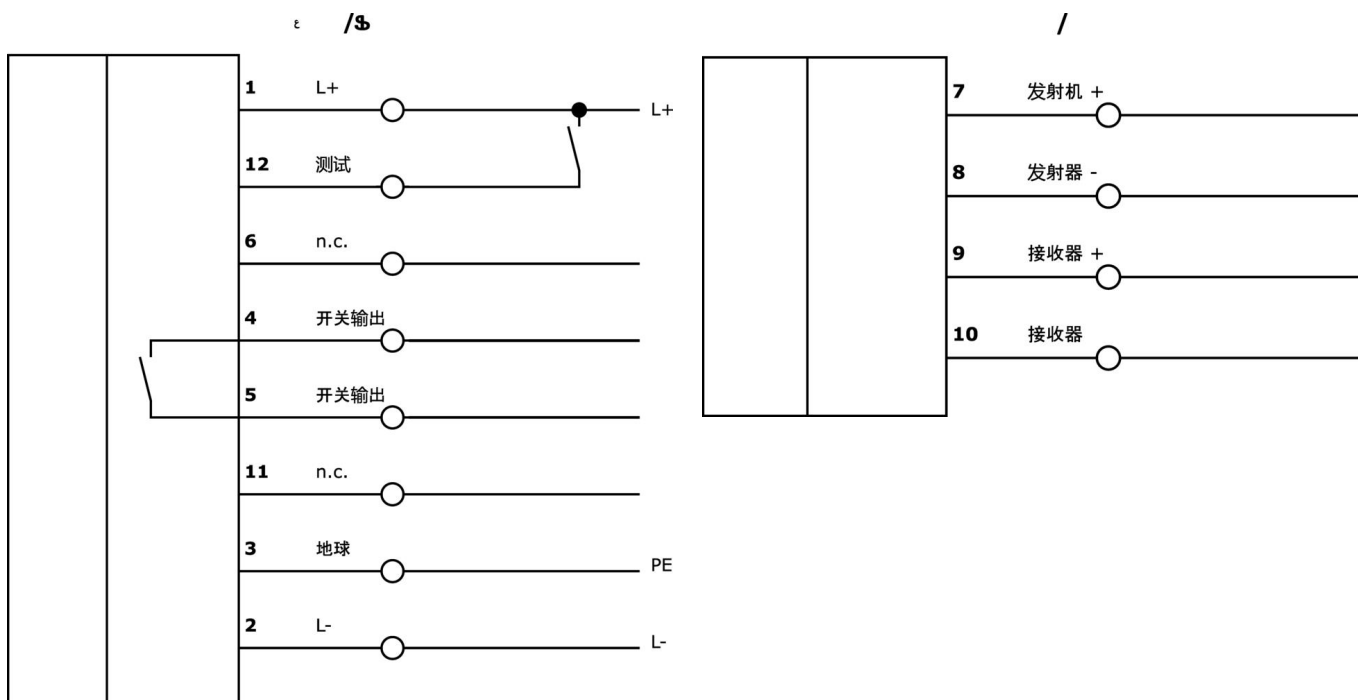 ع /
1 L+
L+
12 测试
6 n.c.
4 开关输出
5 开关输出
11 n.c.
3 地球
PE
2 L-
L-
/
7 发射机 +
8 发射器 -
9 接收器 +
10 接收器